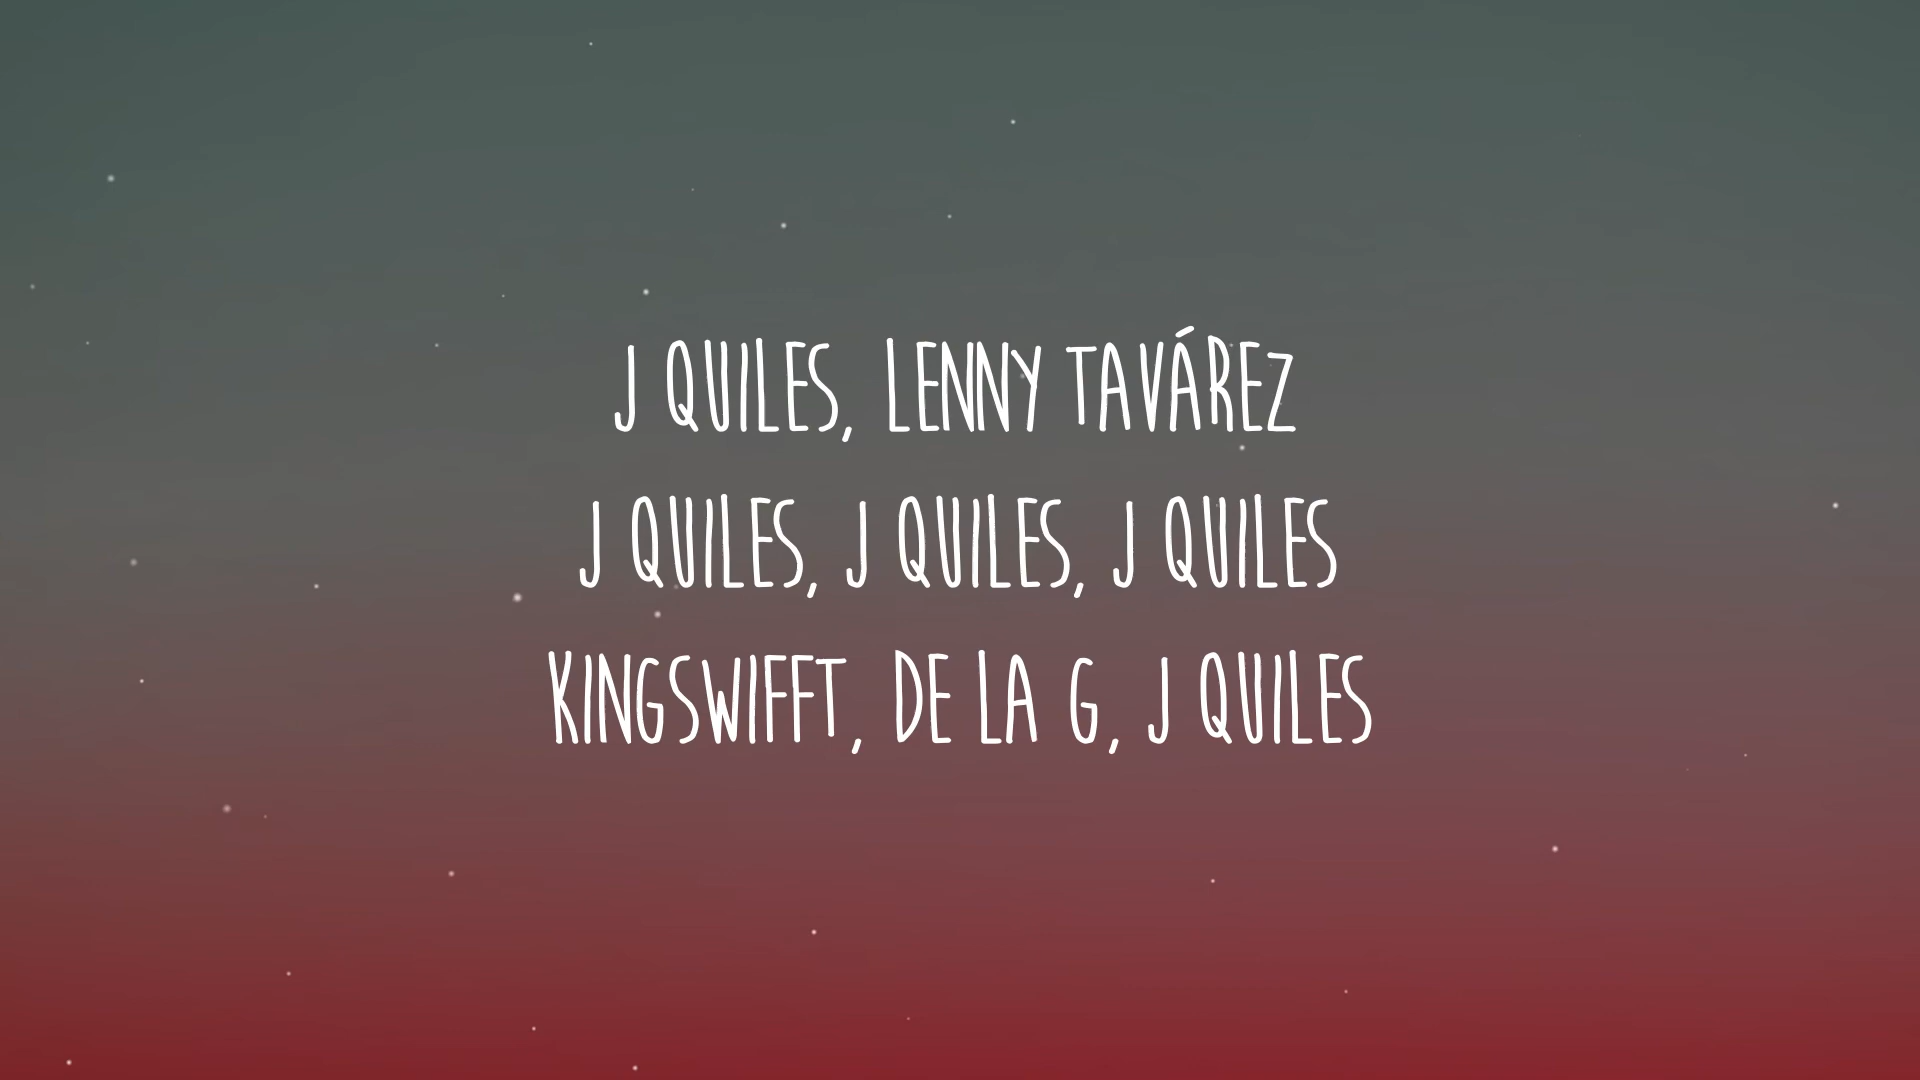 J QUILES, LENNY TAVÁREZ
J QUILES, J QUILES, J QUILES
KINGSWIFFT, DE LA G, J QUILES